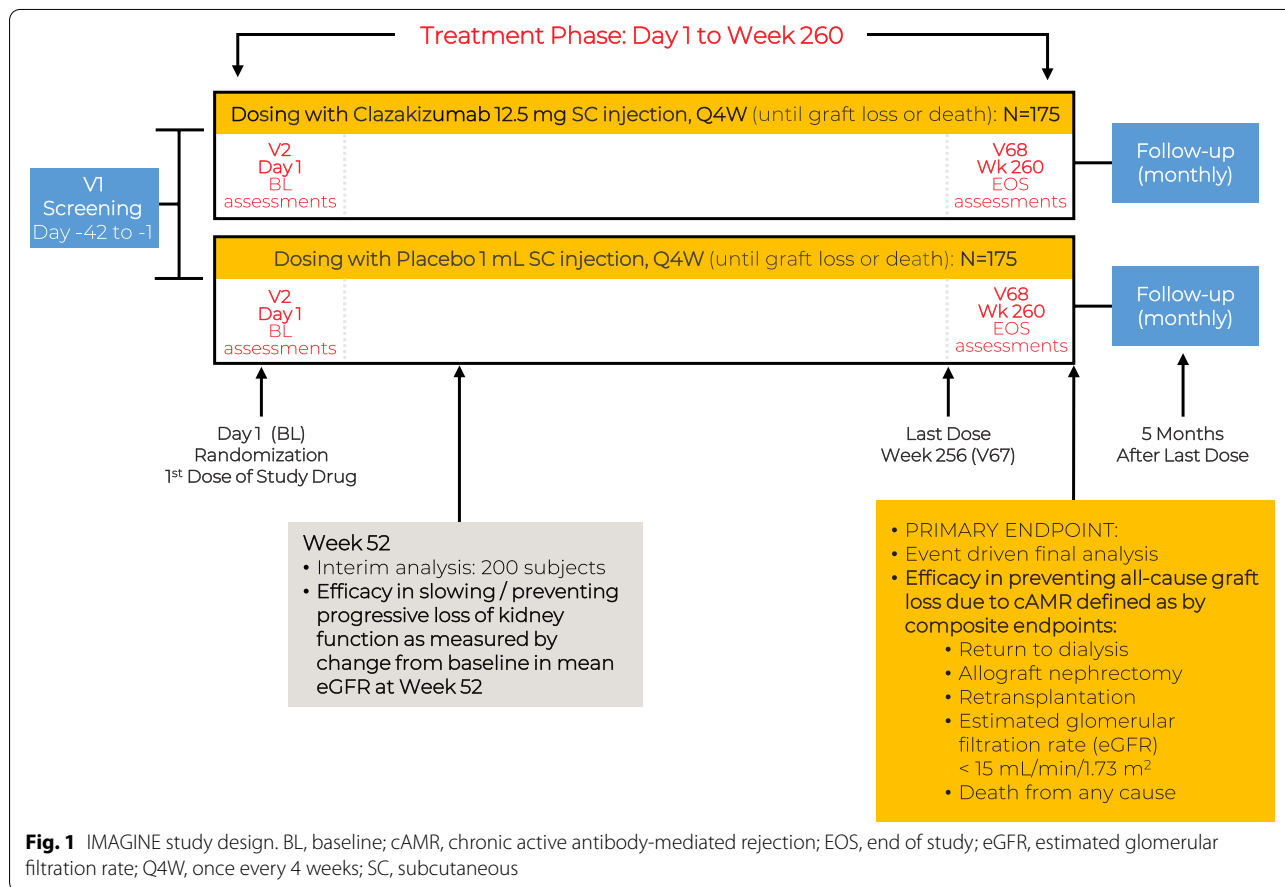 Treatment Phase: Day 1 to Week 260
Dosing with Clazakizumab 12.5 mg SC injection, Q4W (until graft loss or death): N=175
V2
Day 1
BL
assessments
V68
Wk 260
EOS
assessments
Follow-up
(monthly)
V1
Screening
Day -42 to -1
Dosing with Placebo 1 mL SC injection, Q4W (until graft loss or death): N=175
V2
Day 1
BL
assessments
V68
Wk 260
EOS
assessments
Follow-up
(monthly)
Day 1 (BL)
Randomization
1st Dose of Study Drug
Last Dose
Week 256 (V67)
5 Months
After Last Dose
Week 52
• Interim analysis: 200 subjects
• Efficacy in slowing / preventing
progressive loss of kidney
function as measured by
change from baseline in mean
eGFR at Week 52
• PRIMARY ENDPOINT:
• Event driven final analysis
• Efficacy in preventing all-cause graft
loss due to cAMR defined as by
composite endpoints:
• Return to dialysis
• Allograft nephrectomy
• Retransplantation
• Estimated glomerular
filtration rate (eGFR)
< 15 mL/min/1.73 m²
• Death from any cause
Fig. 1 IMAGINE study design. BL, baseline; cAMR, chronic active antibody-mediated rejection; EOS, end of study; eGFR, estimated glomerular
filtration rate; Q4W, once every 4 weeks; SC, subcutaneous